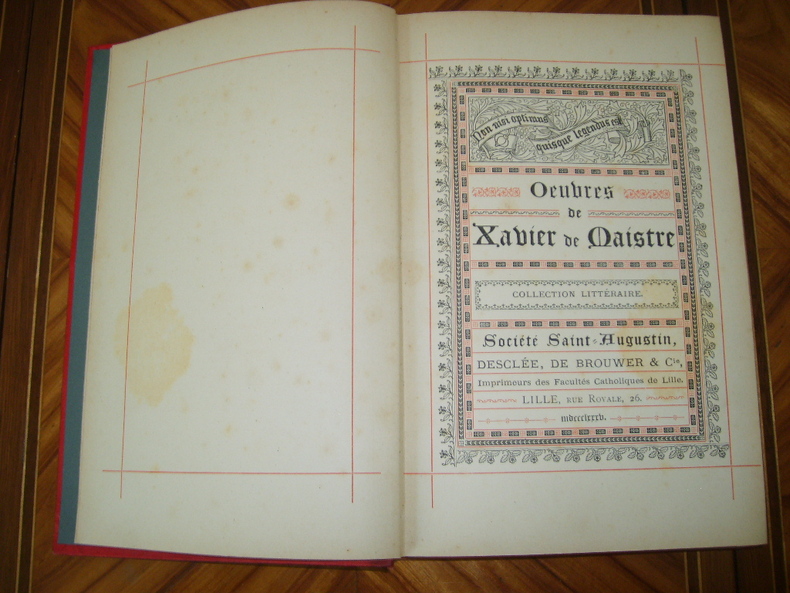 Non nisi optimus
quisque legendus est
Oeuvres
de
Xavier de Maistre
COLLECTION LITTÉRAIRE.
Société Saint-Augustin,
DESCLÉE, DE BROUWER & Cie,
Imprimeurs des Facultés Catholiques de Lille.
LILLE, RUE ROYALE, 26.
mdccclxxxv.